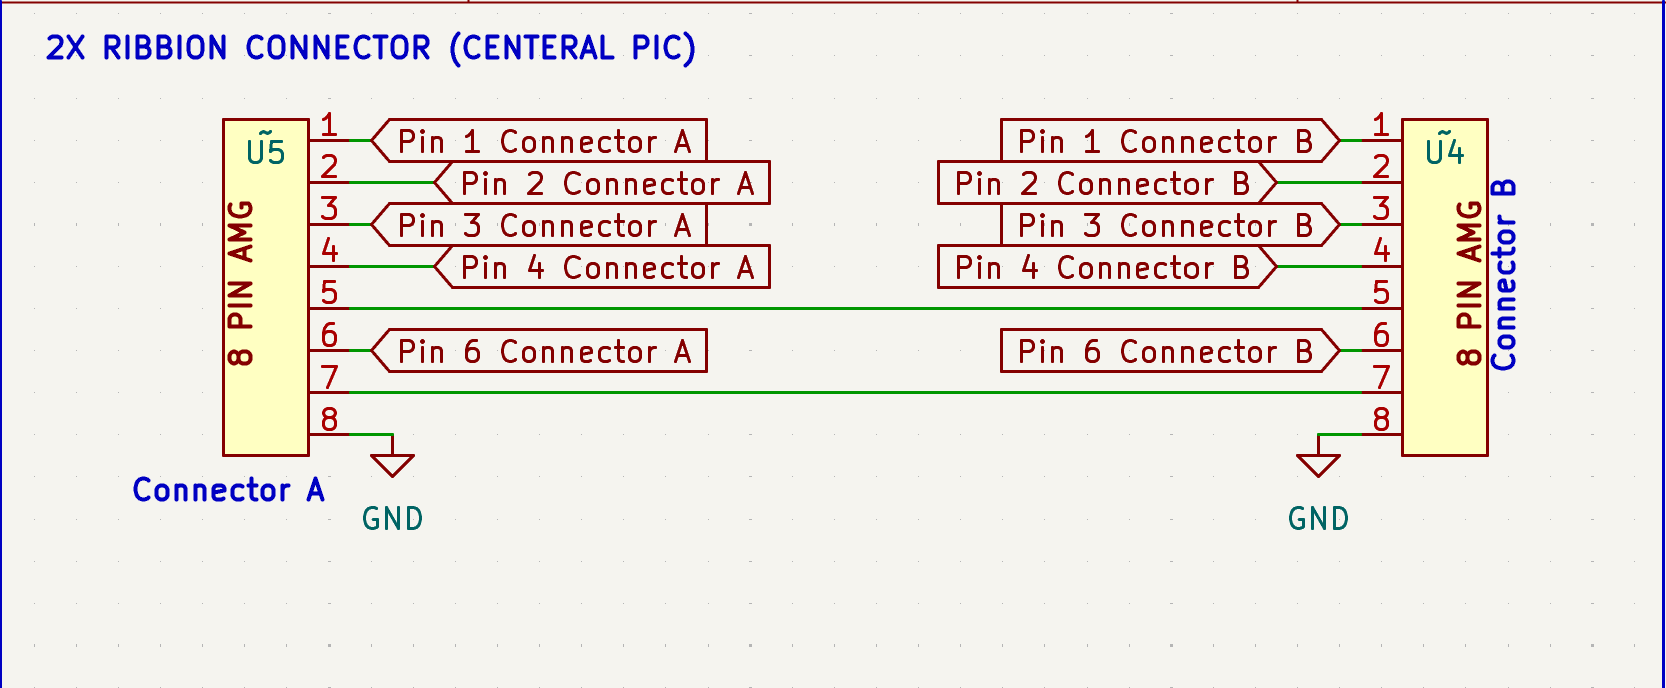 2X RIBBION CONNECTOR (CENTERAL PIC)
~
U5
8 PIN AMG
1 Pin 1 Connector A
2 Pin 2 Connector A
3 Pin 3 Connector A
4 Pin 4 Connector A
5
6 Pin 6 Connector A
7
8
Connector A
GND
Pin 1 Connector B 1
Pin 2 Connector B 2
Pin 3 Connector B 3
Pin 4 Connector B 4
5
Pin 6 Connector B 6
7
8
~
U4
8 PIN AMG
Connector B
GND